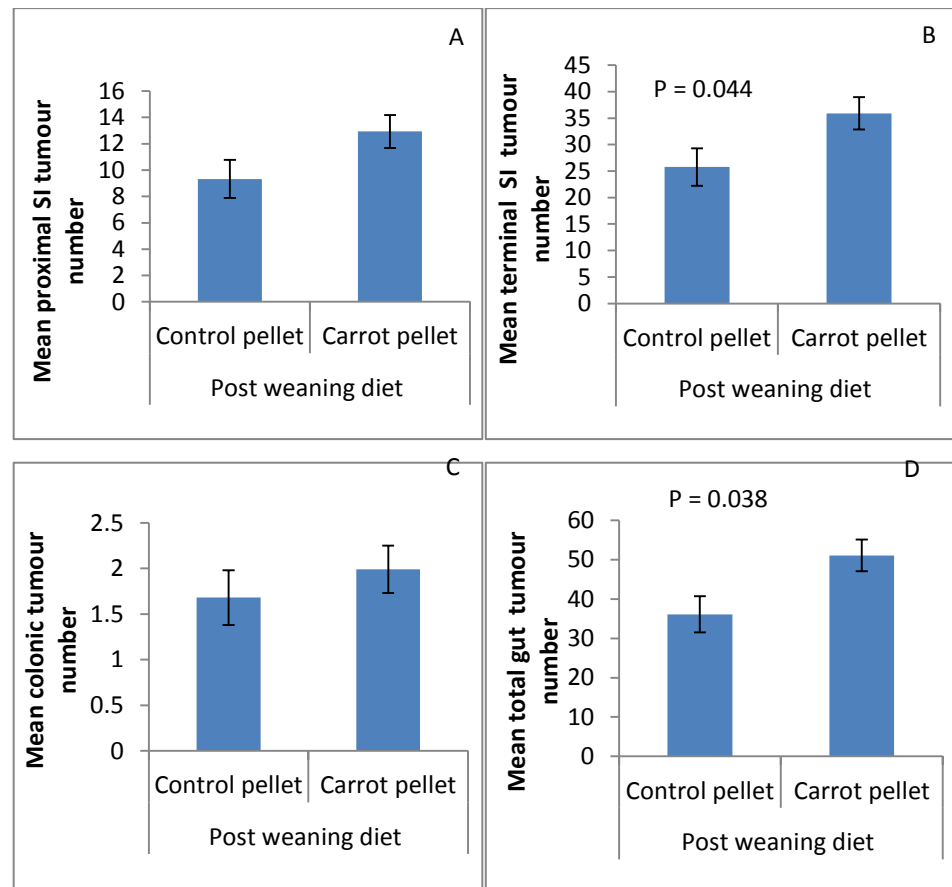 A
Mean proximal SI tumour
number
16
14
12
10
8
6
4
2
0
Control pellet
Carrot pellet
Post weaning diet
B
P = 0.044
Mean terminal SI tumour
number
45
40
35
30
25
20
15
10
5
0
Control pellet
Carrot pellet
Post weaning diet
C
Mean colonic tumour
number
2.5
2
1.5
1
0.5
0
Control pellet
Carrot pellet
Post weaning diet
D
P = 0.038
Mean total gut tumour
number
60
50
40
30
20
10
0
Control pellet
Carrot pellet
Post weaning diet